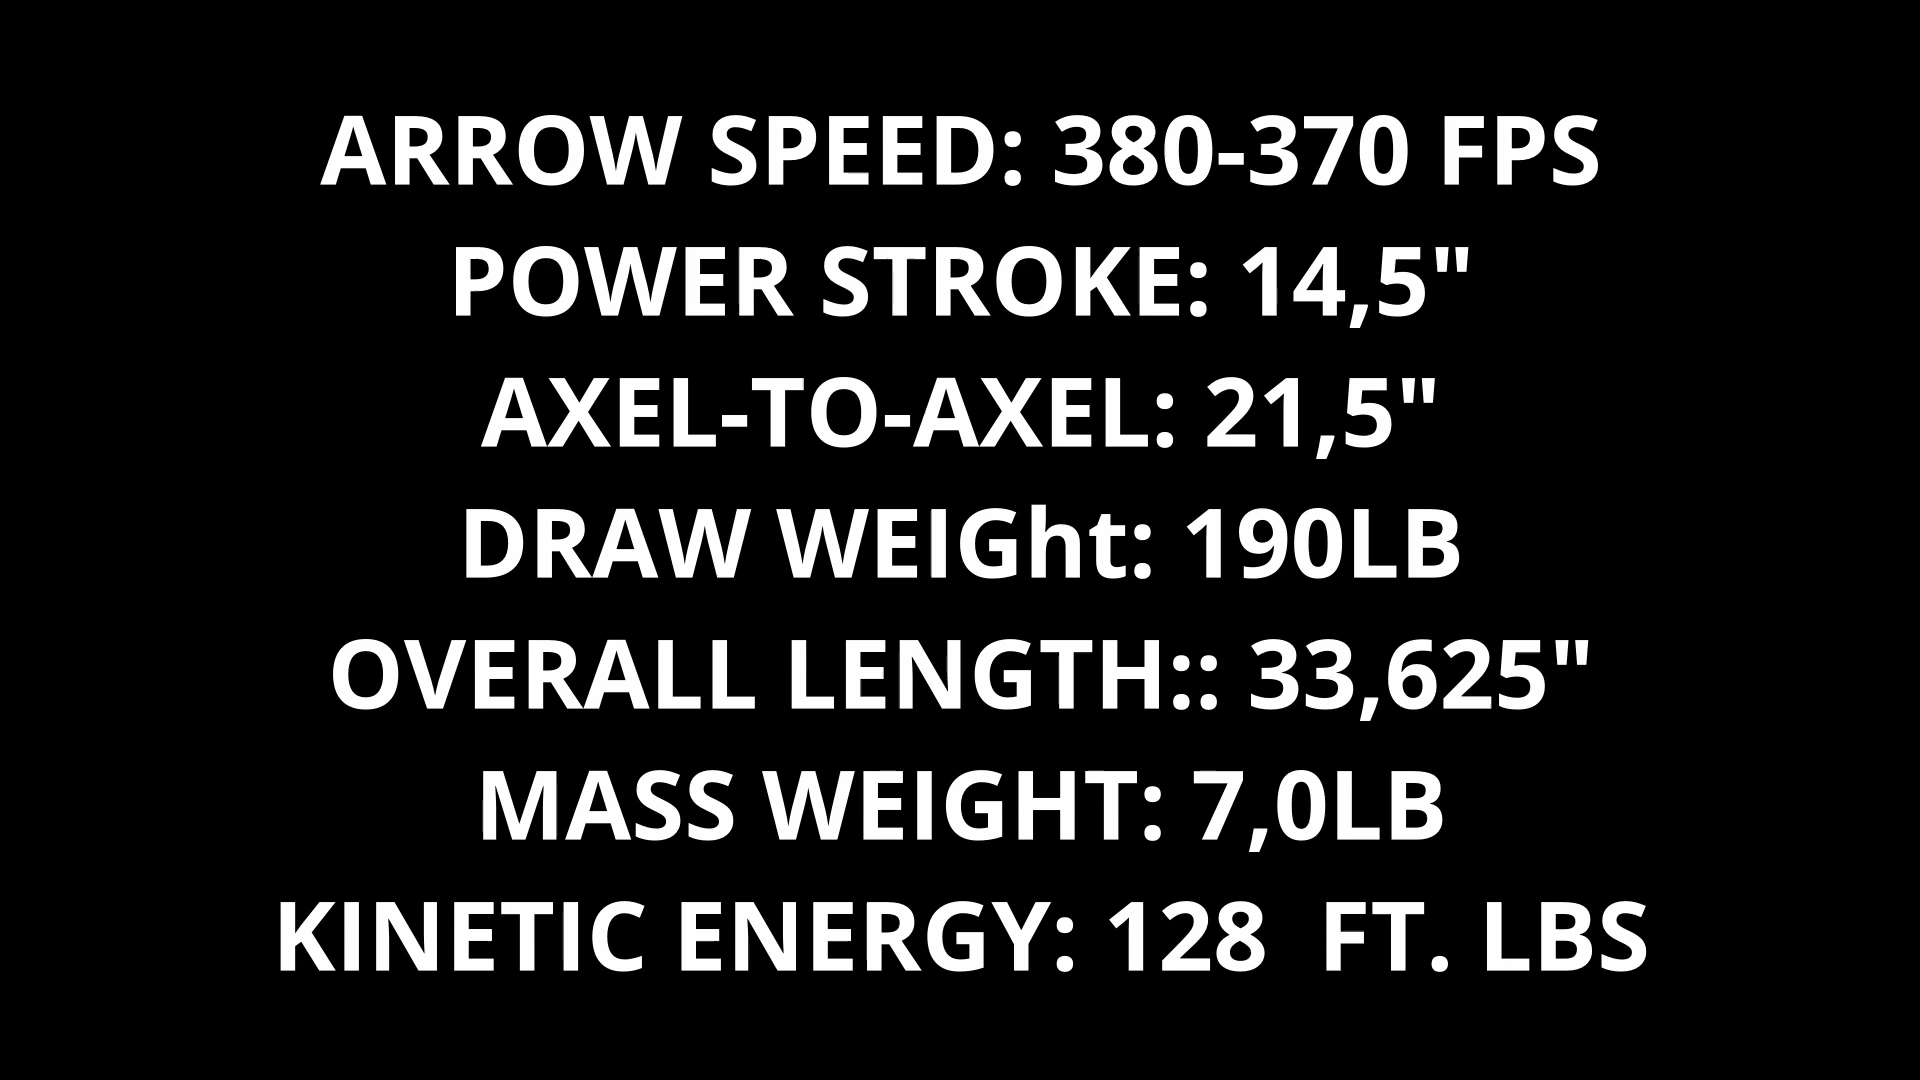 ARROW SPEED: 380-370 FPS
POWER STROKE: 14,5"
AXEL-TO-AXEL: 21,5"
DRAW WEIGht: 190LB
OVERALL LENGTH:: 33,625"
MASS WEIGHT: 7,0LB
KINETIC ENERGY: 128  FT. LBS